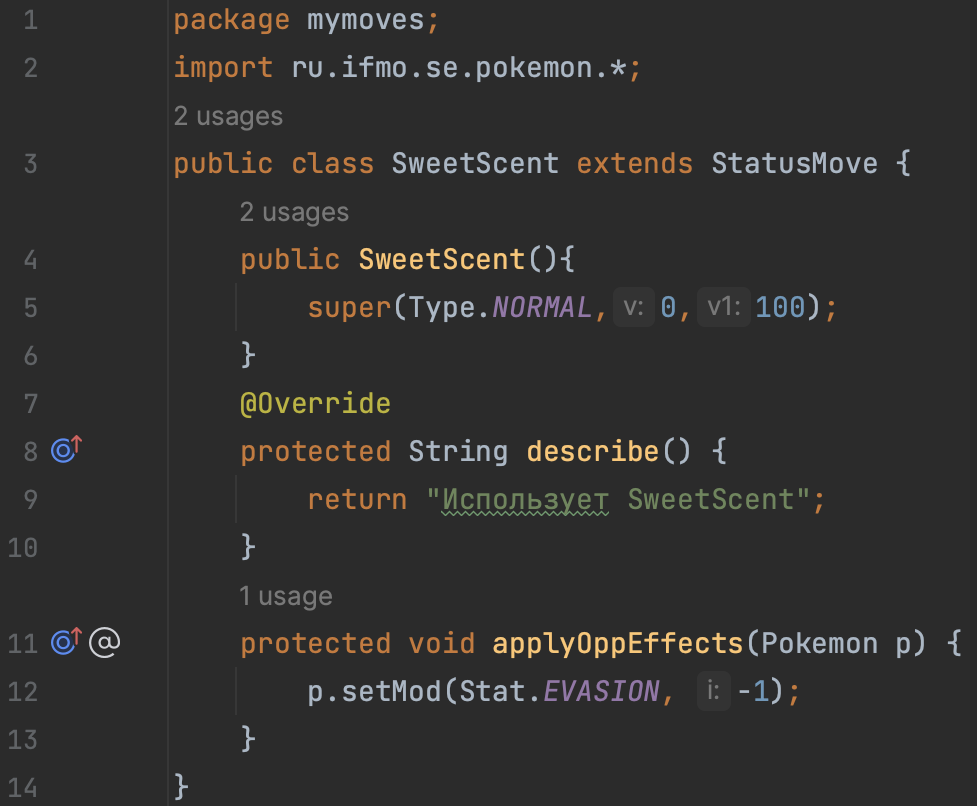 1 package mymoves;
2 import ru.ifmo.se.pokemon.*;
2 usages
3 public class SweetScent extends StatusMove {
2 usages
4 public SweetScent(){
5 super(Type.NORMAL, v: 0, v1: 100);
6 }
7 @Override
8 protected String describe() {
9 return "Использует SweetScent";
10 }
1 usage
11 @ protected void applyOppEffects(Pokemon p) {
12 p.setMod(Stat.EVASION, i: -1);
13 }
14 }